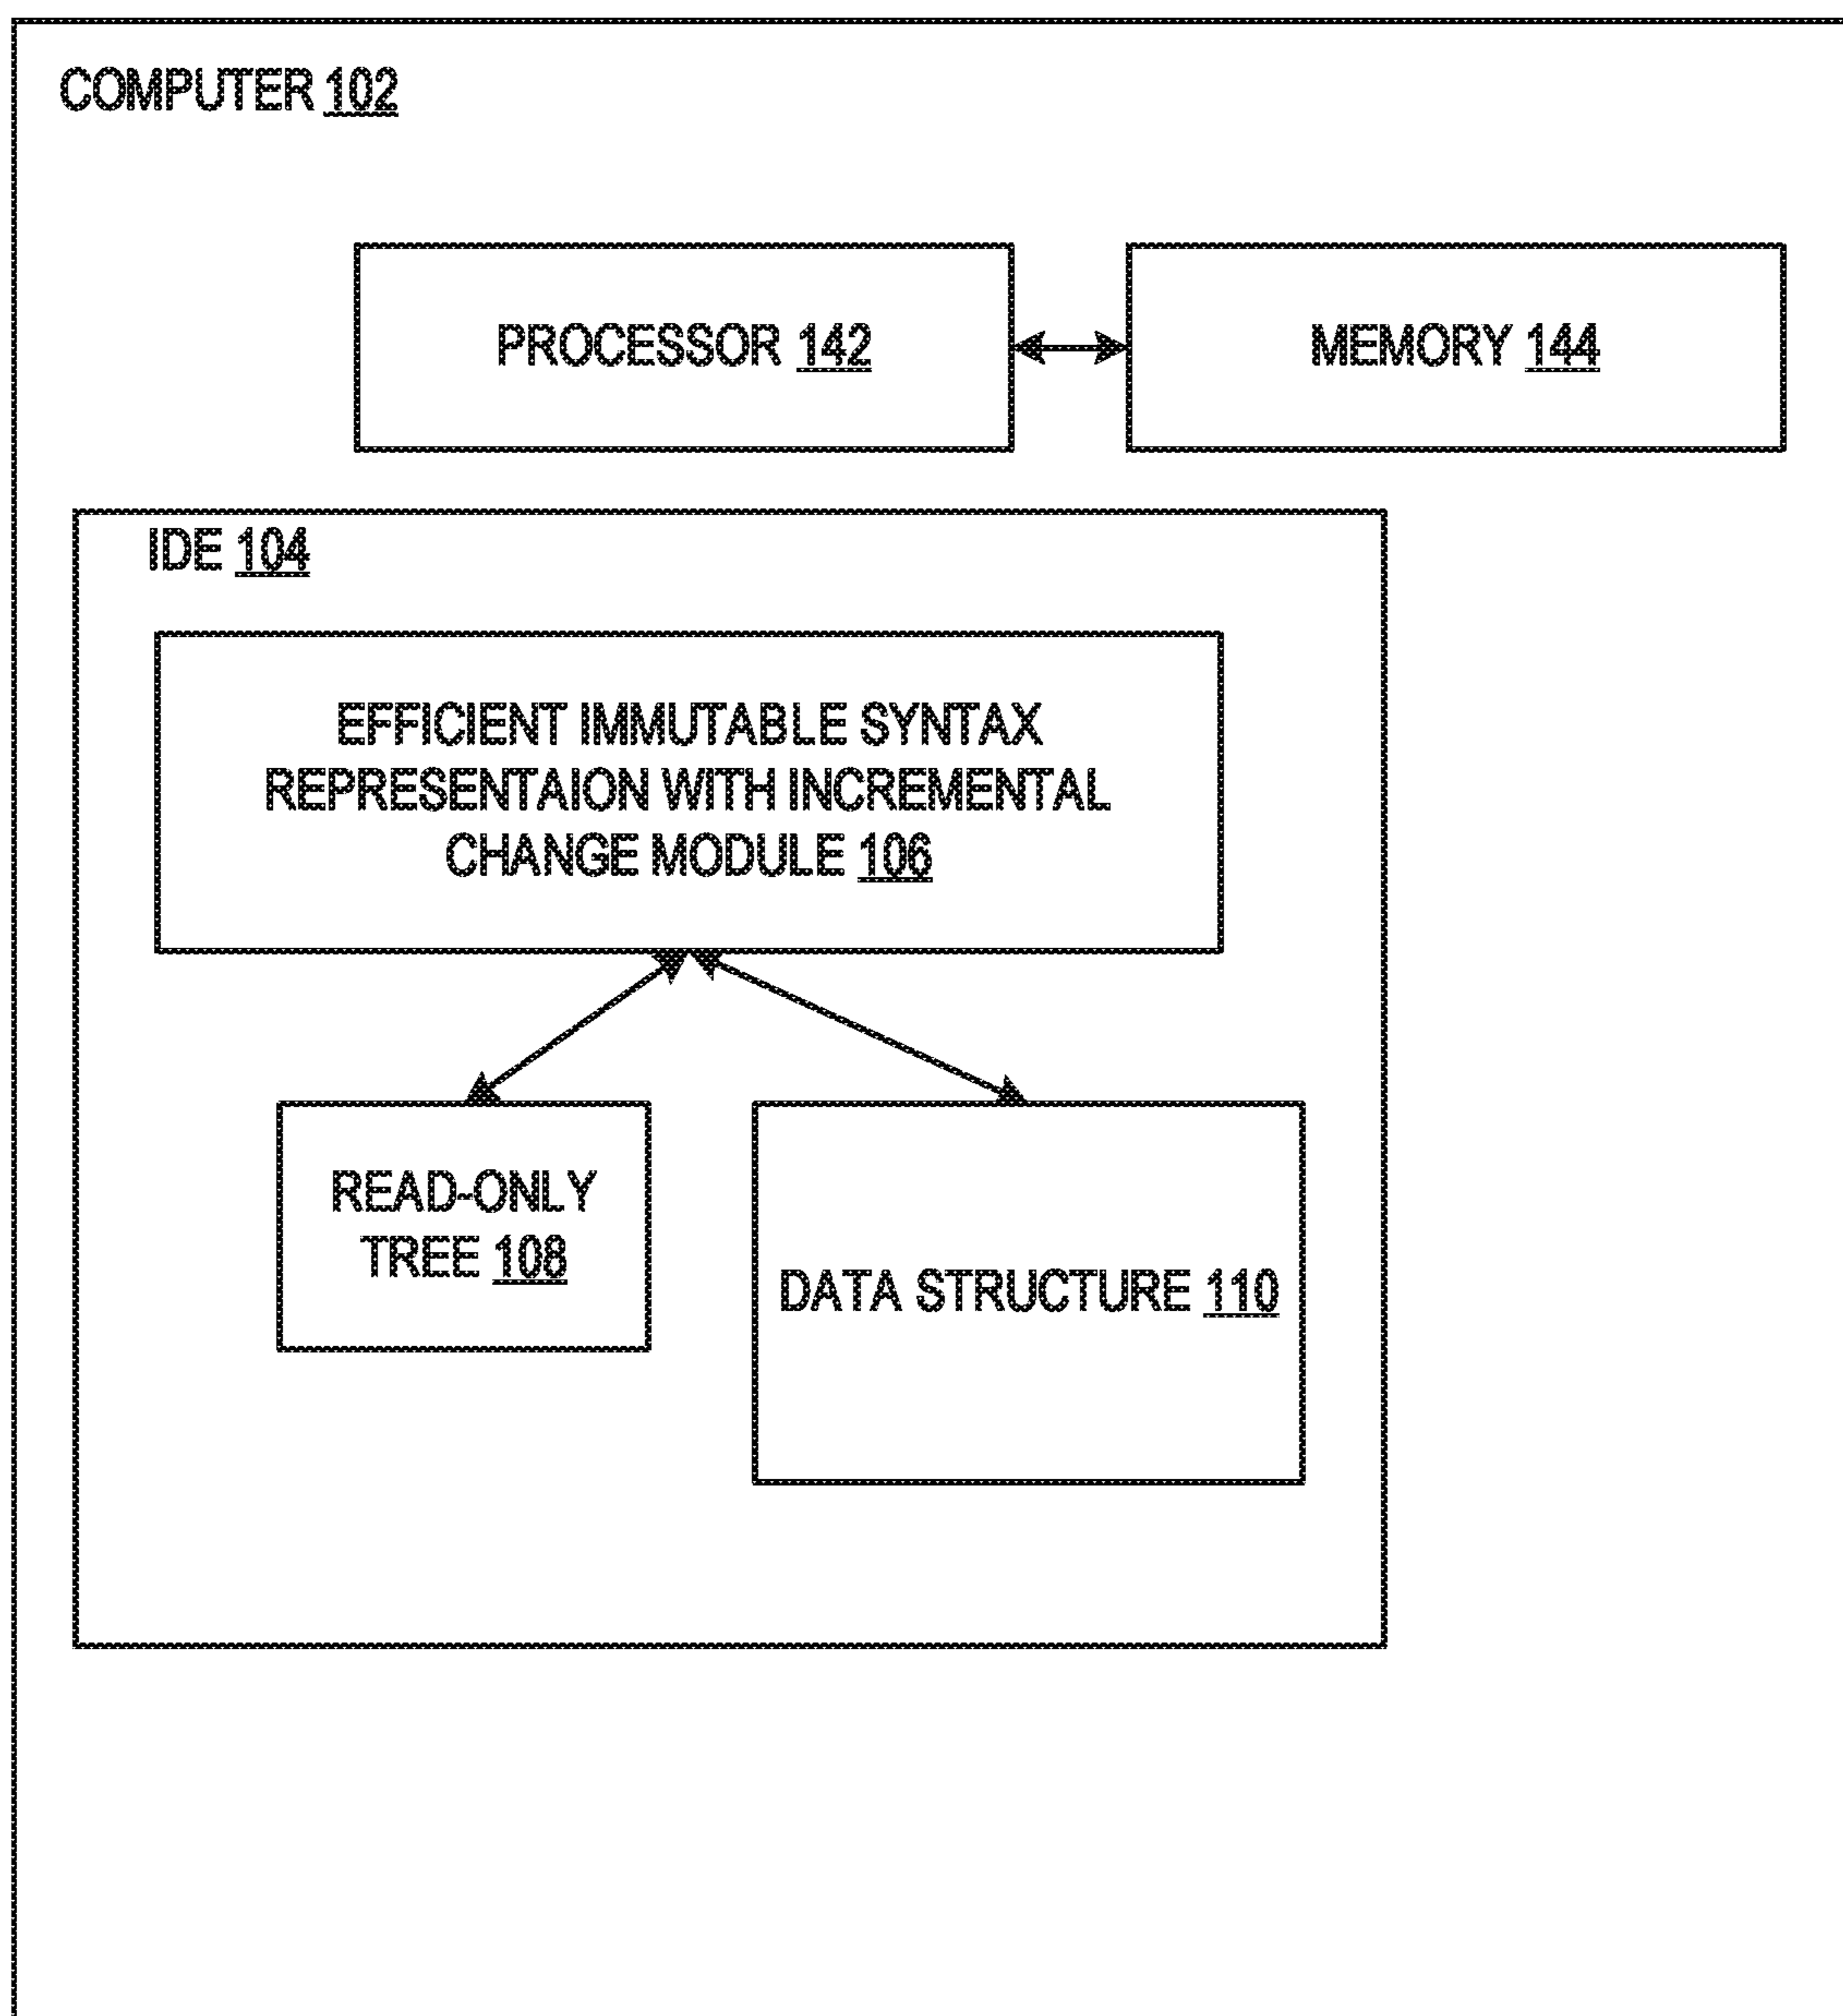 COMPUTER 102
PROCESSOR 142
MEMORY 144
IDE 104
EFFICIENT IMMUTABLE SYNTAX
REPRESENTAION WITH INCREMENTAL
CHANGE MODULE 106
READ-ONLY
TREE 108
DATA STRUCTURE 110